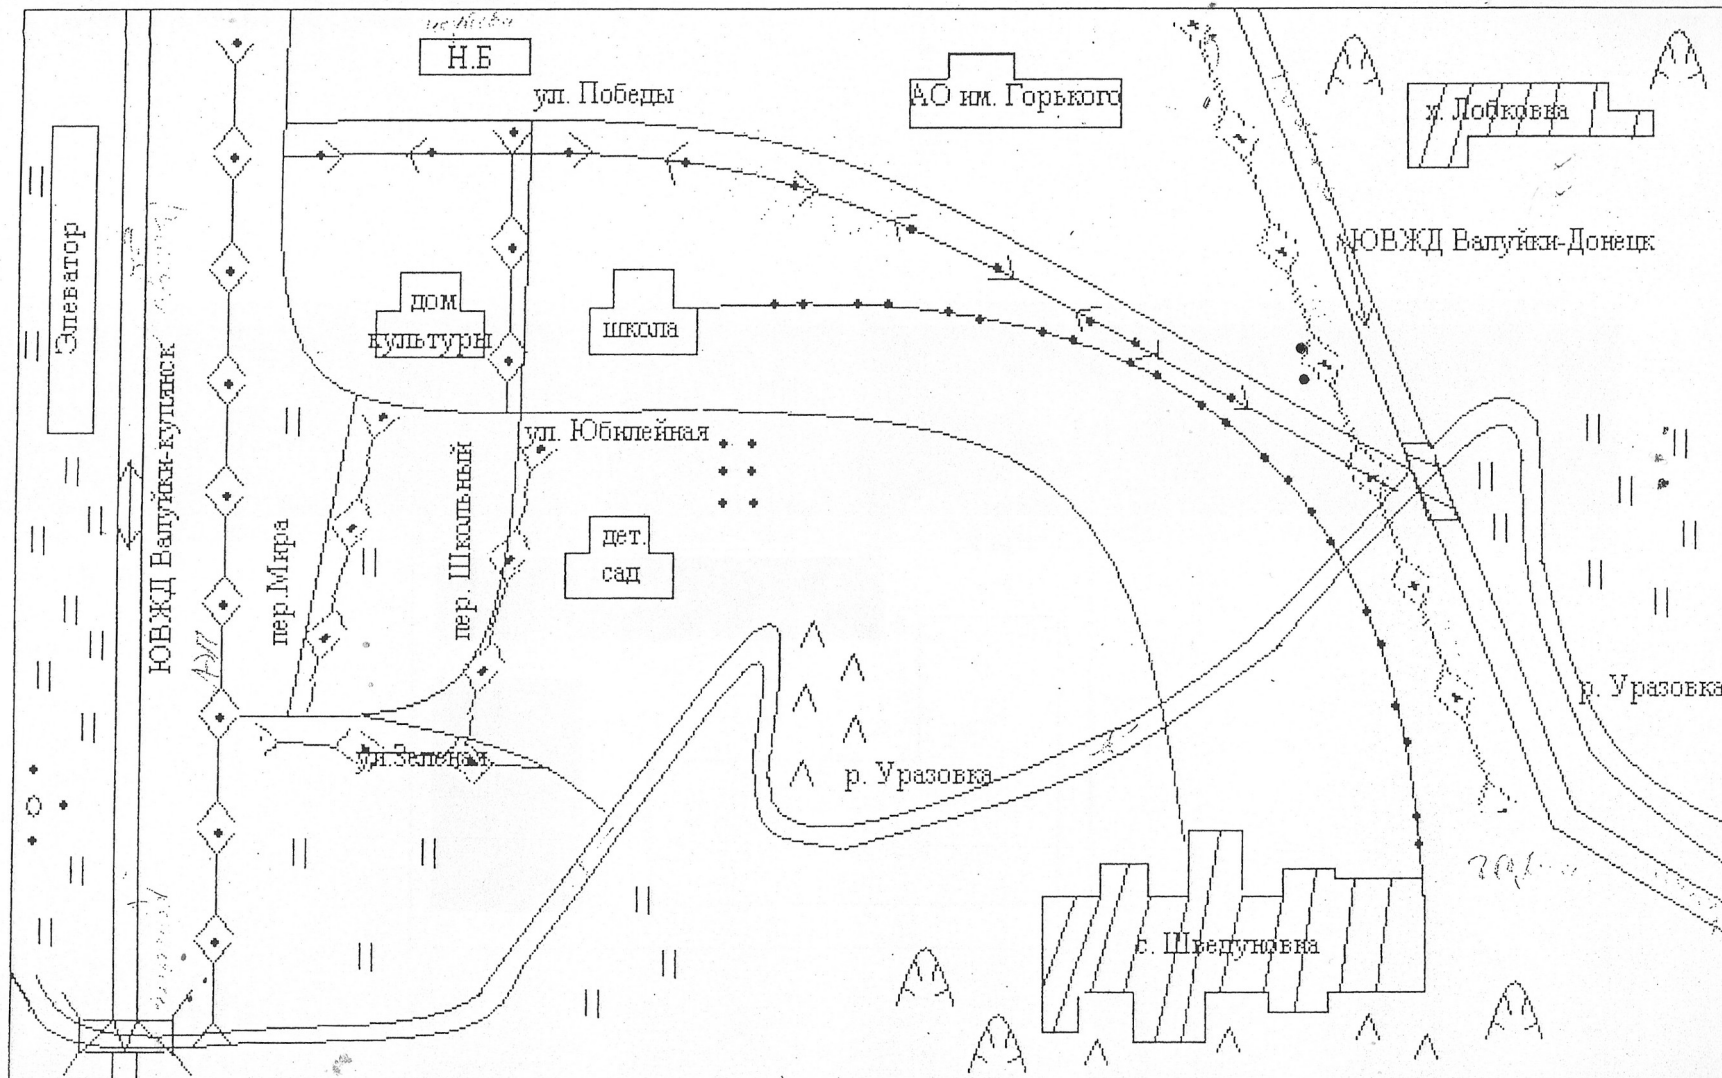 Н.Б
ул. Победы
АО им. Горького
х. Лобковка
Элеватор
ЮВЖД Валуйки-Донецк
дом
культуры
школа
ЮВЖД Валуйки-купянск
ул. Юбилейная
пер.Мира
пер. Школьный
дет.
сад
р. Уразовка
ул.Зеленая
р. Уразовка
с. Шведуновка